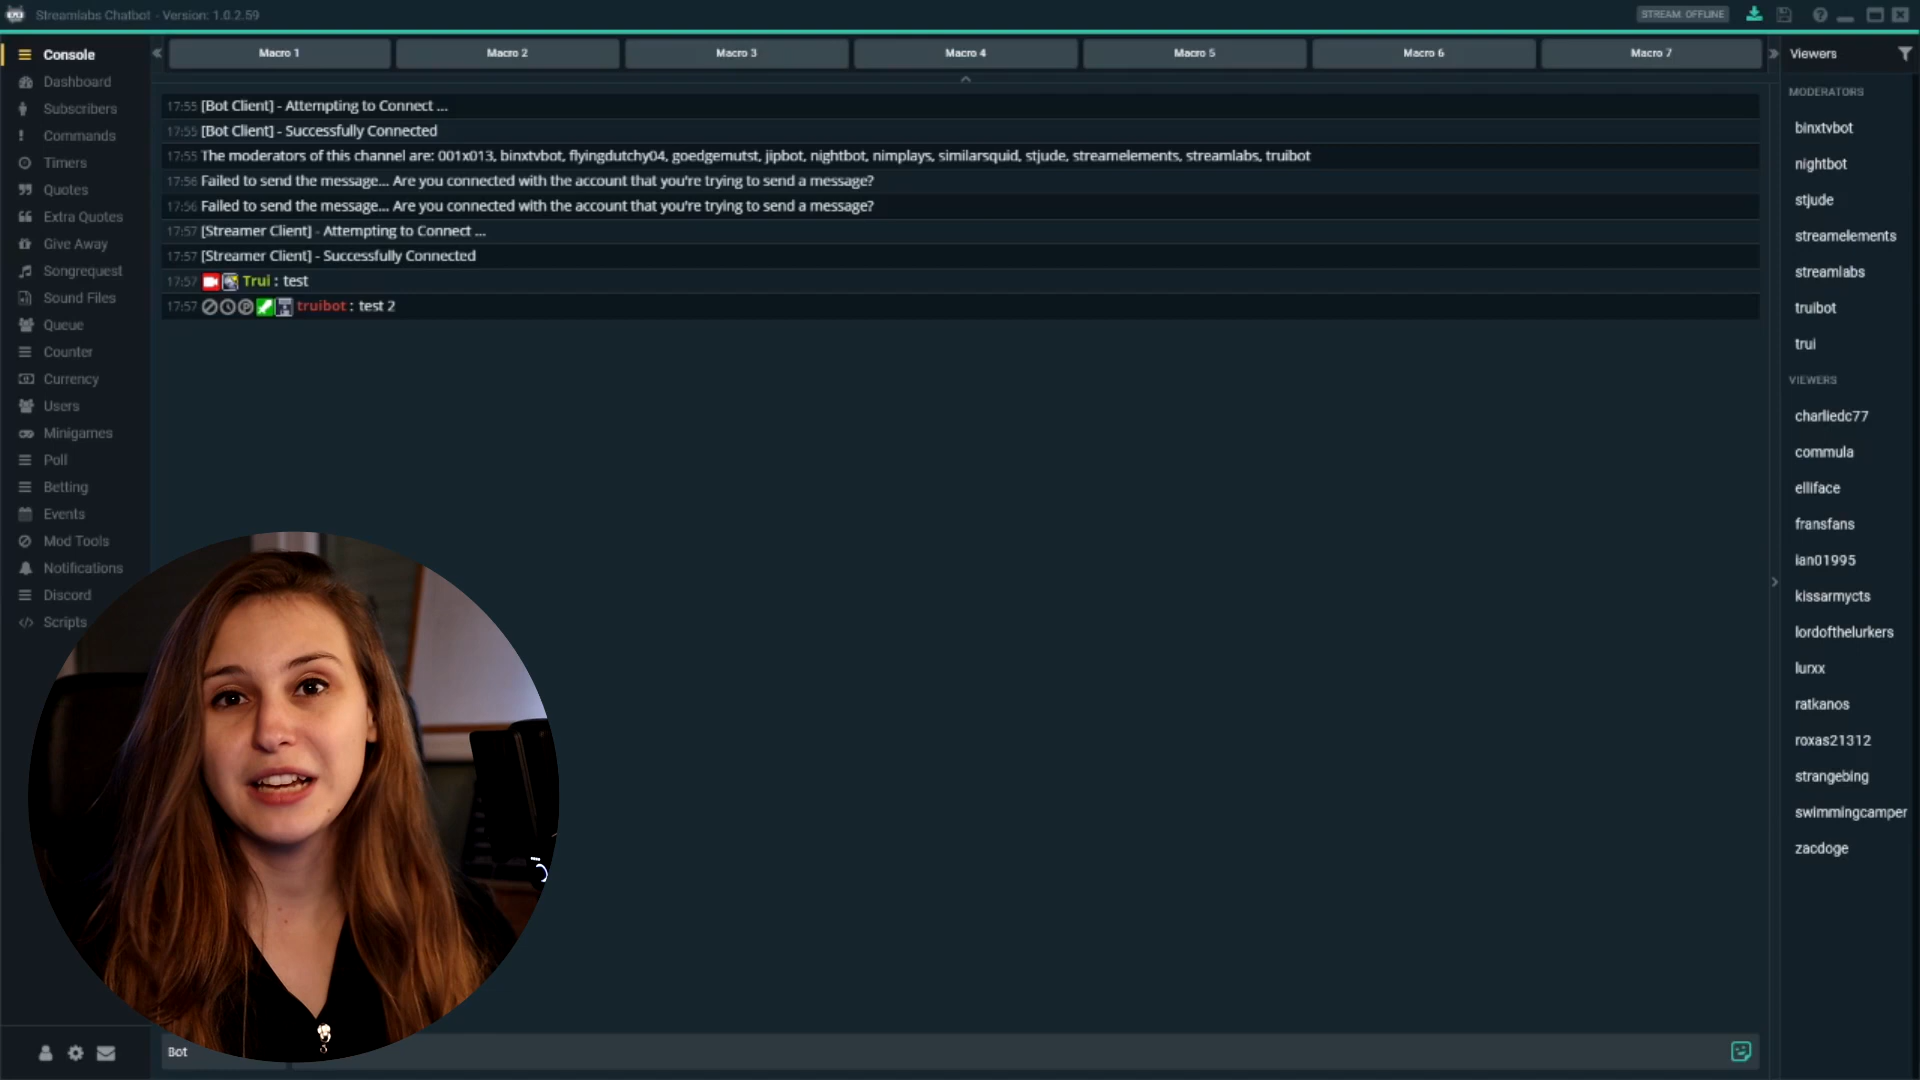 Streamlabs Chatbot - Version: 1.0.2.59
STREAM: OFFLINE
Console
Dashboard
Subscribers
Commands
Timers
Quotes
Extra Quotes
Give Away
Songrequest
Sound Files
Queue
Counter
Currency
Users
Minigames
Poll
Betting
Events
Mod Tools
Notifications
Discord
Scripts
Macro 1
Macro 2
Macro 3
Macro 4
Macro 5
Macro 6
Macro 7
17:55 [Bot Client] - Attempting to Connect ...
17:55 [Bot Client] - Successfully Connected
17:55 The moderators of this channel are: 001x013, binxtvbot, flyingdutchy04, goedgemutst, jipbot, nightbot, nimplays, similarsquid, stjude, streamelements, streamlabs, truibot
17:56 Failed to send the message... Are you connected with the account that you're trying to send a message?
17:56 Failed to send the message... Are you connected with the account that you're trying to send a message?
17:57 [Streamer Client] - Attempting to Connect ...
17:57 [Streamer Client] - Successfully Connected
17:57 Trui : test
17:57 truibot : test 2
Bot
Viewers
MODERATORS
binxtvbot
nightbot
stjude
streamelements
streamlabs
truibot
trui
VIEWERS
charliedc77
commula
elliface
fransfans
ian01995
kissarmycts
lordofthelurkers
lurxx
ratkanos
roxas21312
strangebing
swimmingcamper
zacdoge